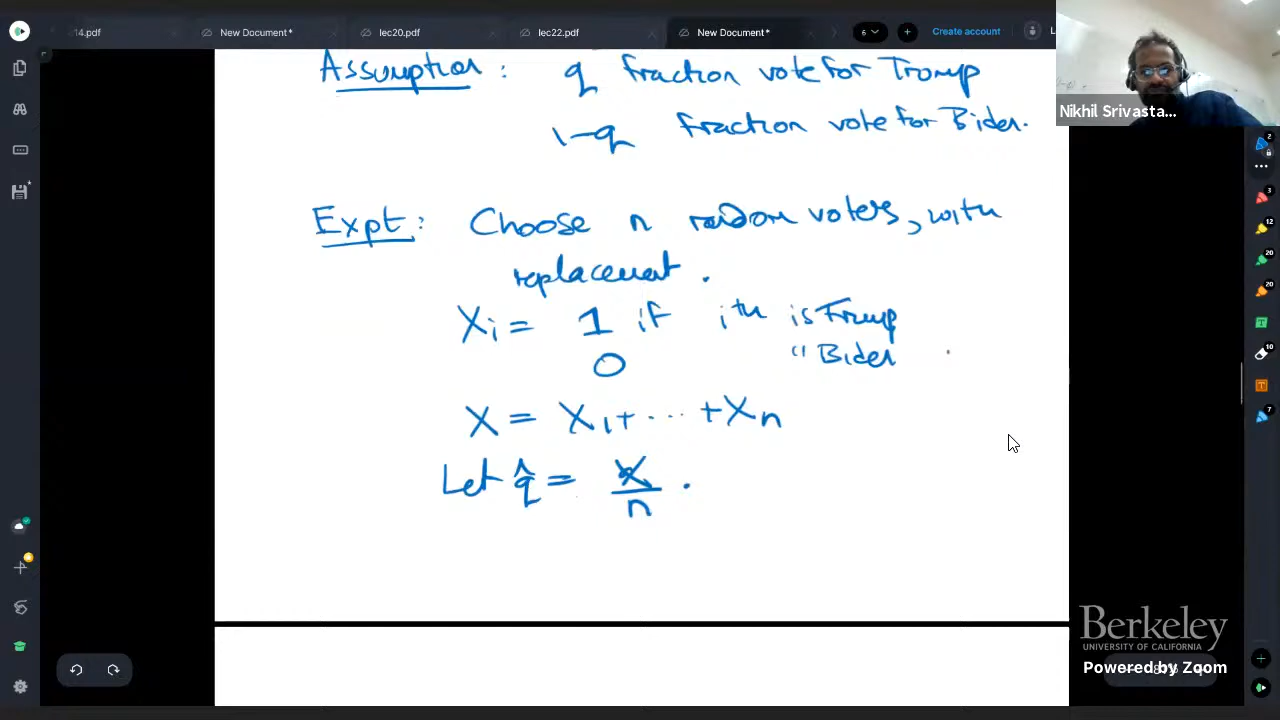 14.pdf New Document* lec20.pdf lec22.pdf New Document* 6 Create account
Assumption: q fraction vote for Trump
1-q fraction vote for Biden.
Nikhil Srivasta...
Expt: Choose n random voters, with
replacement.
Xi = 1 if ith is Trump
0 " Biden
X = X1 + ... + Xn
Let q̂ = X/n.
Berkeley
UNIVERSITY OF CALIFORNIA
Powered by Zoom